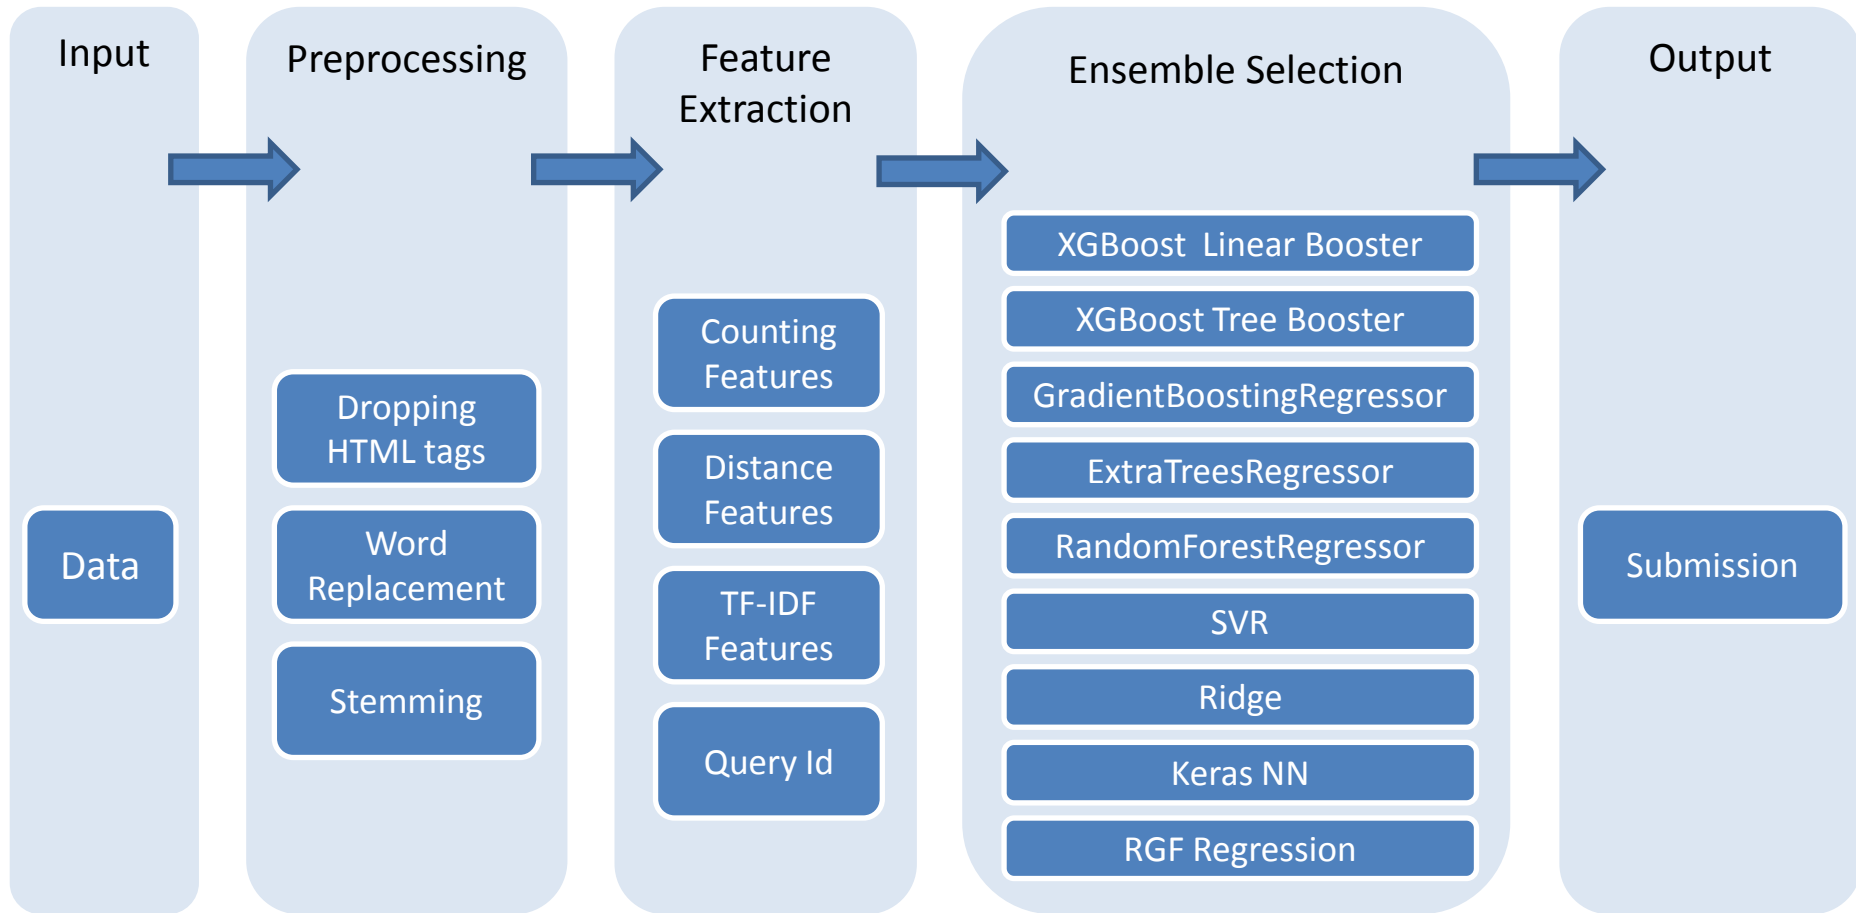 Input
Data
Preprocessing
Dropping
HTML tags
Word
Replacement
Stemming
Feature
Extraction
Counting
Features
Distance
Features
TF-IDF
Features
Query Id
Ensemble Selection
XGBoost Linear Booster
XGBoost Tree Booster
GradientBoostingRegressor
ExtraTreesRegressor
RandomForestRegressor
SVR
Ridge
Keras NN
RGF Regression
Output
Submission